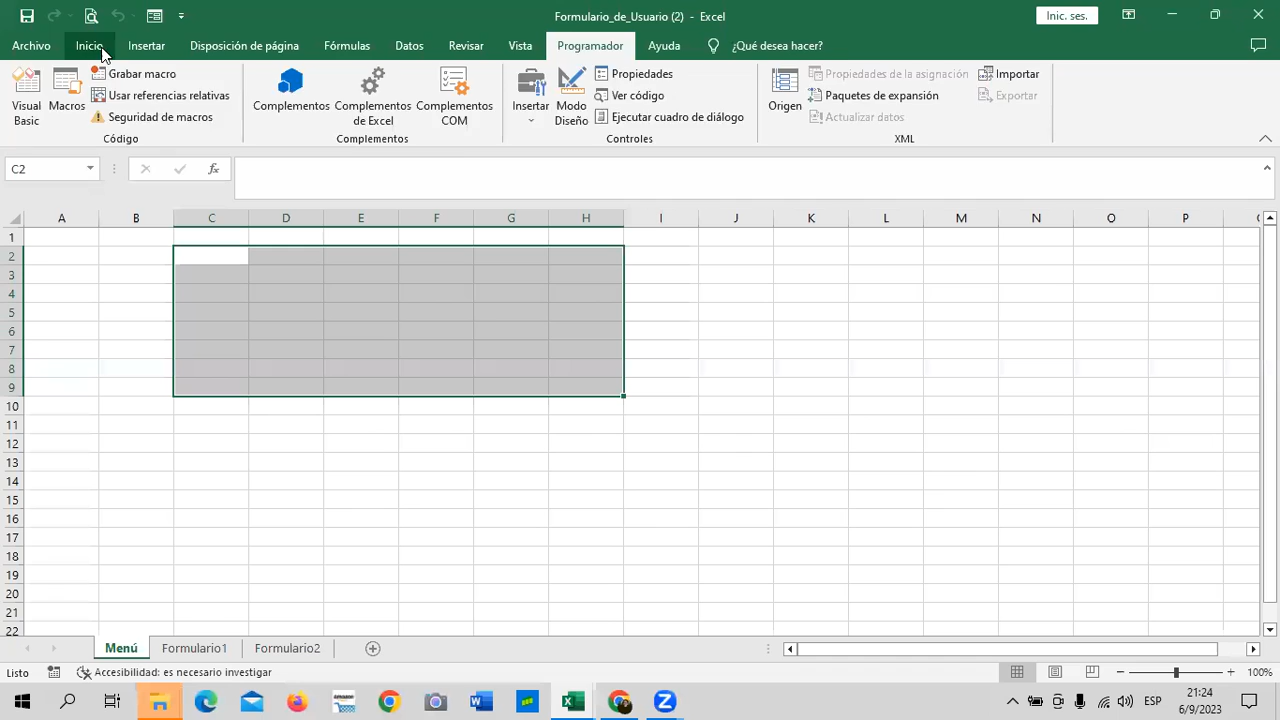 Formulario_de_Usuario (2) - Excel
Inic. ses.
Archivo Inicio Insertar Disposición de página Fórmulas Datos Revisar Vista Programador Ayuda ¿Qué desea hacer?
Visual Basic
Macros
Grabar macro
Usar referencias relativas
Seguridad de macros
Código
Complementos
Complementos de Excel
Complementos COM
Complementos
Insertar
Modo Diseño
Propiedades
Ver código
Ejecutar cuadro de diálogo
Controles
Origen
Propiedades de la asignación
Paquetes de expansión
Actualizar datos
Importar
Exportar
XML
C2
fx
A B C D E F G H I J K L M N O P
1
2
3
4
5
6
7
8
9
10
11
12
13
14
15
16
17
18
19
20
21
22
Menú Formulario1 Formulario2
Listo Accesibilidad: es necesario investigar 100%
ESP
21:24
6/9/2023